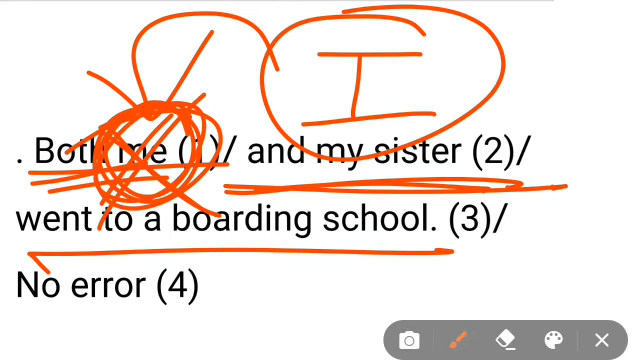 I
. Both me (1)/ and my sister (2)/
went to a boarding school. (3)/
No error (4)